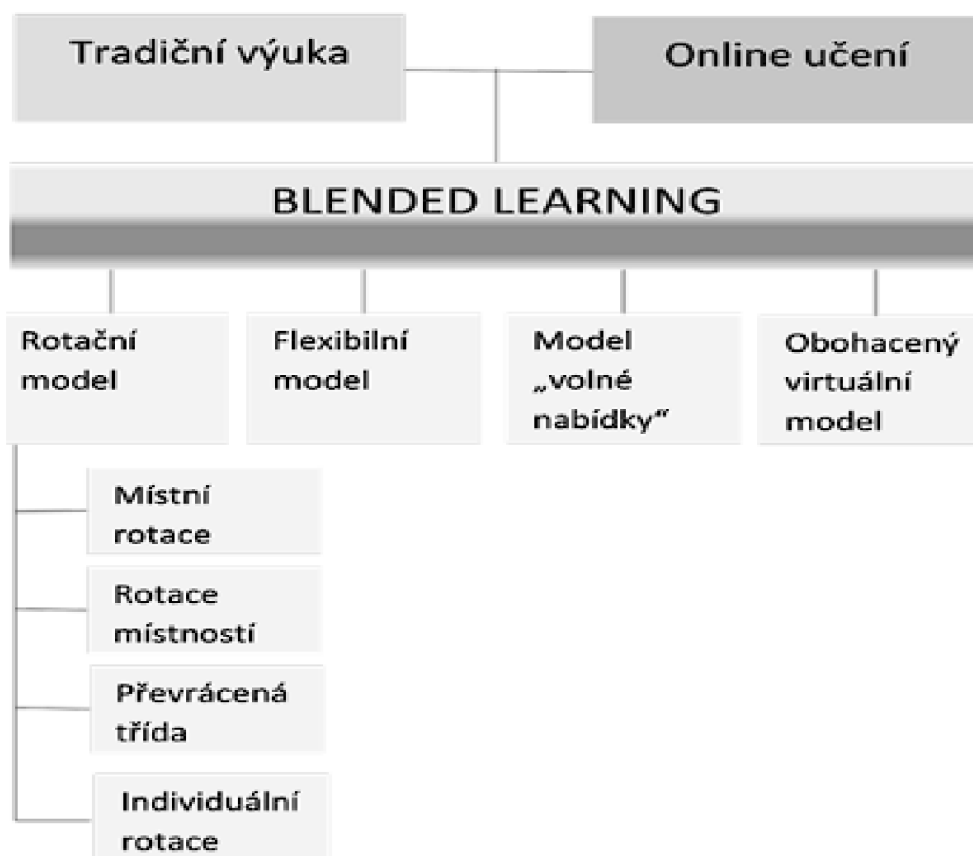 Tradiční výuka
Online učení
BLENDED LEARNING
Rotační
model
Flexibilní
model
Model
„volné
nabídky“
Obohacený
virtuální
model
Místní
rotace
Rotace
místností
Převrácená
třída
Individuální
rotace